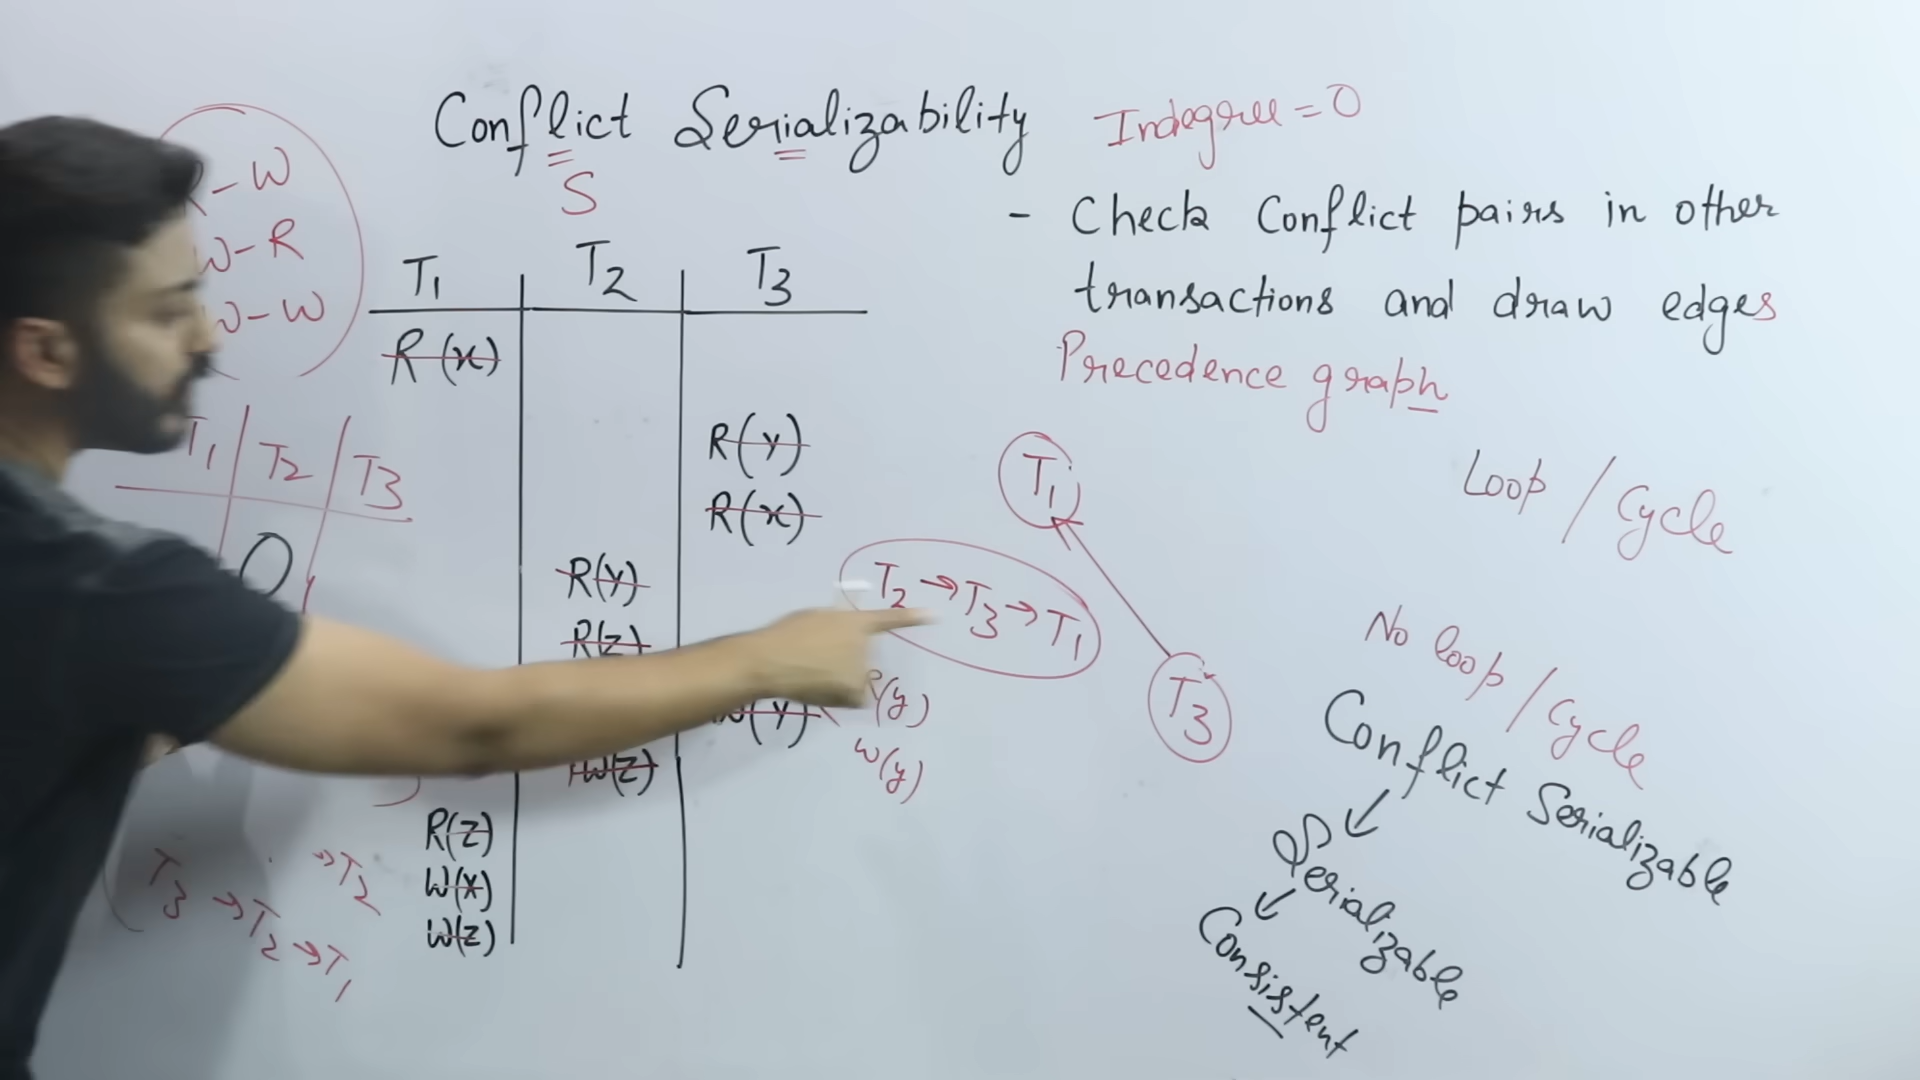 Conflict Serializability
Indegree = 0
S
R-W
W-R
W-W
- Check Conflict pairs in other
transactions and draw edges
Precedence graph
T1 T2 T3
R(x)
R(y)
R(x)
R(y)
R(z)
W(y)
W(z)
R(z)
W(x)
W(z)
T1 T2 T3
T1
T3
T2 → T3 → T1
R(y)
W(y)
Loop / Cycle
No loop / Cycle
Conflict Serializable
Serializable
Consistent
→T2
T3 → T2 → T1